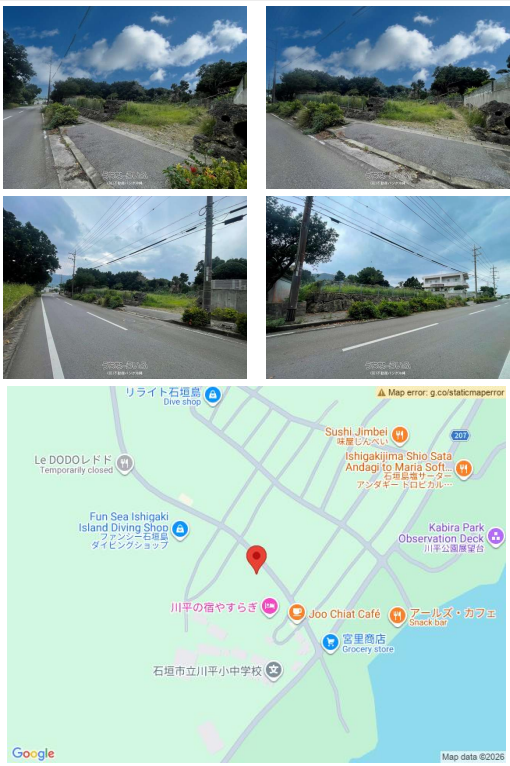 リライト石垣島
Dive shop
Map error: g.co/staticmaperror
207
Sushi Jimbei
味屋じんべい
Le DODOレドド
Temporarily closed
Ishigakijima Shio Sata
Andagi to Maria Soft...
石垣島塩サーター
アンダギー トロピカル…
Fun Sea Ishigaki
Island Diving Shop
ファンシー石垣島
ダイビングショップ
Kabira Park
Observation Deck
川平公園展望台
川平の宿やすらぎ
Joo Chiat Café
アールズ・カフェ
Snack bar
宮里商店
Grocery store
石垣市立川平小中学校
Google
Map data ©2026